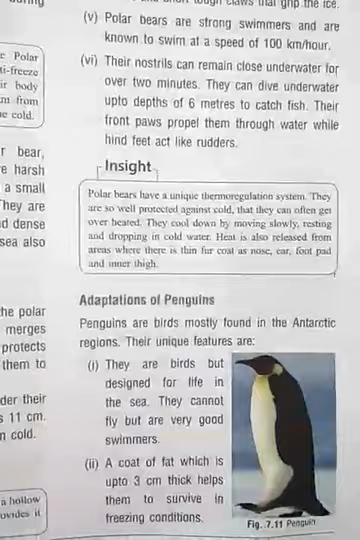 e Polar
ti-freeze
ir body
m from
e cold.
r bear,
e harsh
a small
They are
d dense
sea also
the polar
merges
protects
them to
der their
s 11 cm.
n cold.
a hollow
ovides it
tough claws that grip the ice.
(v) Polar bears are strong swimmers and are
known to swim at a speed of 100 km/hour.
(vi) Their nostrils can remain close underwater for
over two minutes. They can dive underwater
upto depths of 6 metres to catch fish. Their
front paws propel them through water while
hind feet act like rudders.
Insight
Polar bears have a unique thermoregulation system. They
are so well protected against cold, that they can often get
over heated. They cool down by moving slowly, resting
and dropping in cold water. Heat is also released from
areas where there is thin fur coat as nose, ear, foot pad
and inner thigh.
Adaptations of Penguins
Penguins are birds mostly found in the Antarctic
regions. Their unique features are:
(i) They are birds but
designed for life in
the sea. They cannot
fly but are very good
swimmers.
(ii) A coat of fat which is
upto 3 cm thick helps
them to survive in
freezing conditions.
Fig. 7.11 Penguin